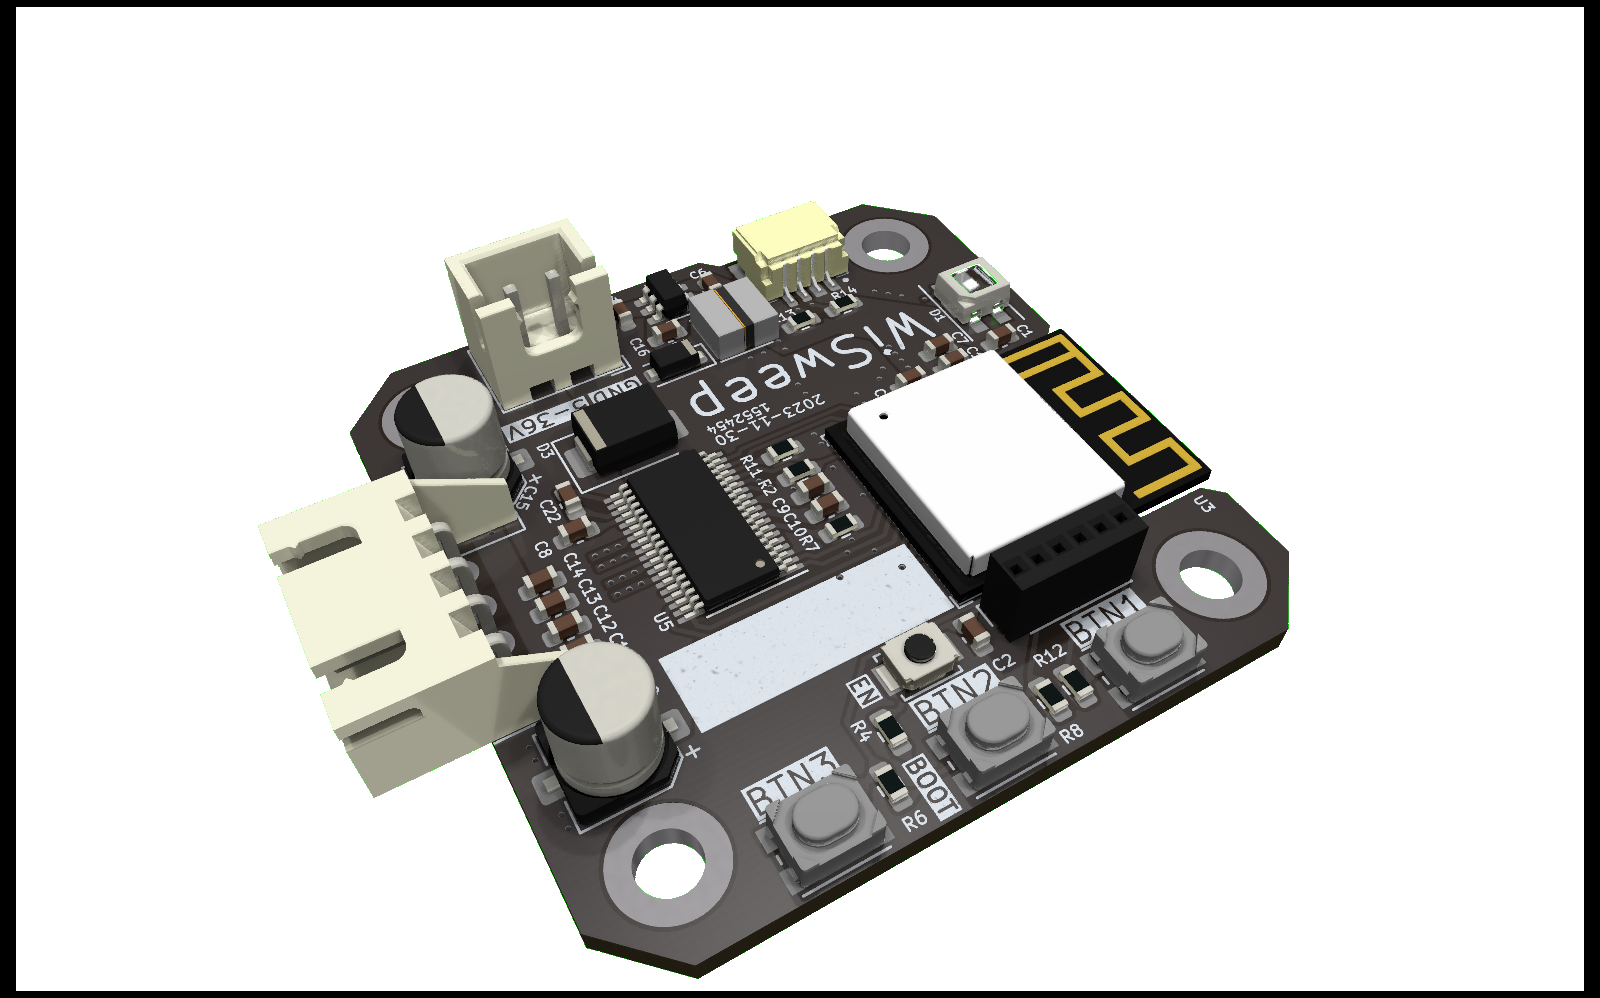 WiSweep
2023-11-30
1552454
GND
5-36V
C6
R14
D1
C1
C7
C16
D3
+
C15
C22
C8
C14
C13
C12
R11
R2
C9
C10
R7
U5
U3
BTN1
R12
C2
BTN2
R8
EN
R4
BOOT
R6
BTN3
+